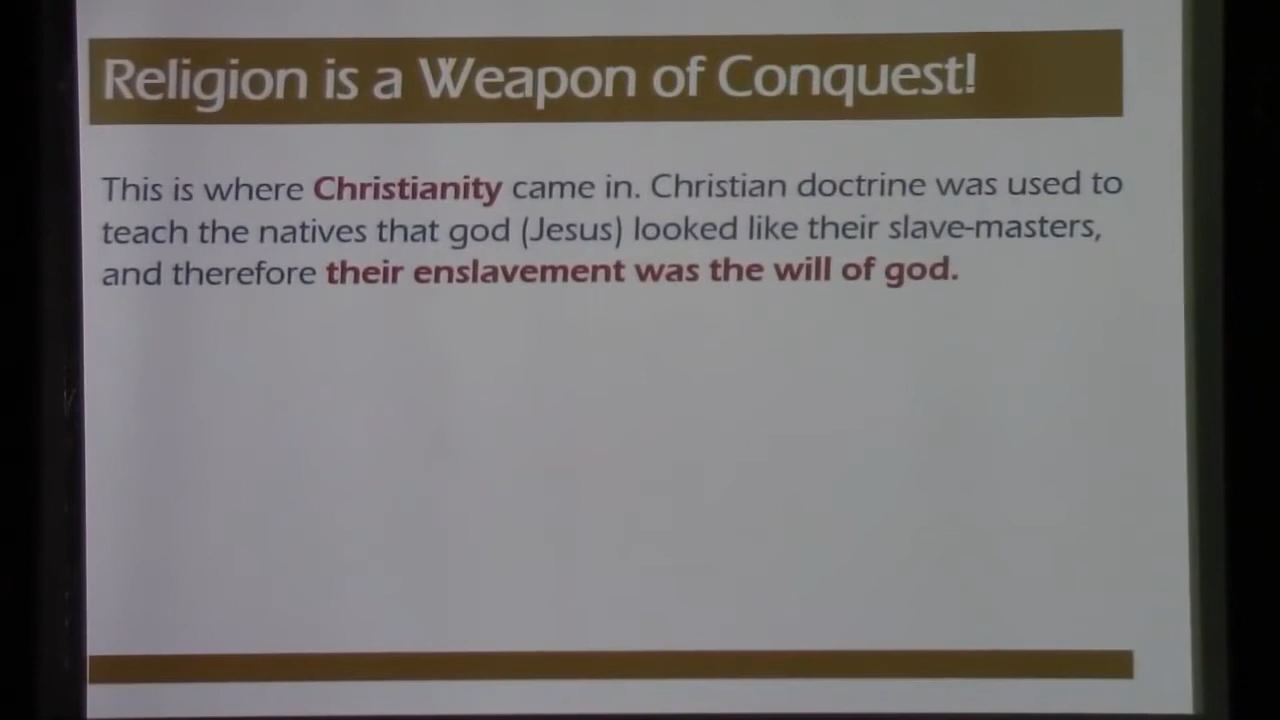 Religion is a Weapon of Conquest!
This is where Christianity came in. Christian doctrine was used to
teach the natives that god (Jesus) looked like their slave-masters,
and therefore their enslavement was the will of god.